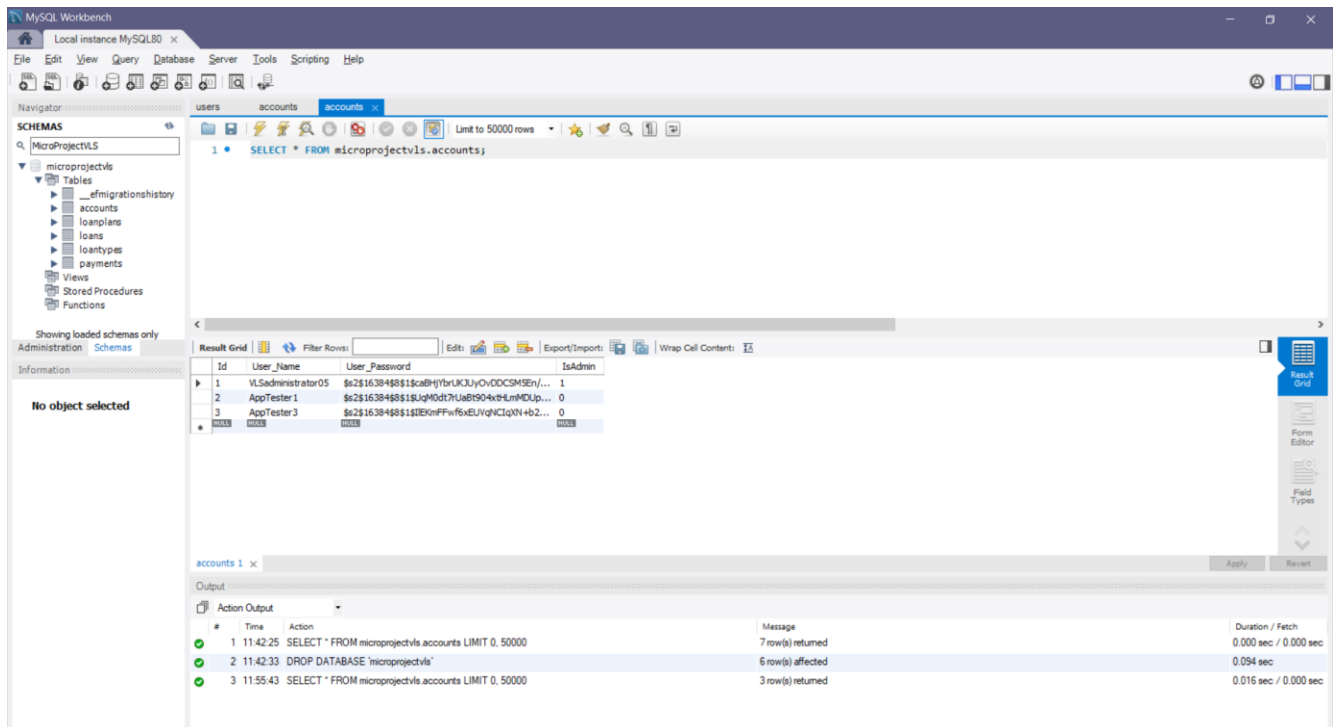 MySQL Workbench
Local instance MySQL80
File Edit View Query Database Server Tools Scripting Help
Navigator
SCHEMAS
MicroProjectVLS
microprojectvls
Tables
__efmigrationshistory
accounts
loanplans
loans
loantypes
payments
Views
Stored Procedures
Functions
Showing loaded schemas only
Administration Schemas
Information
No object selected
users accounts accounts
Limit to 50000 rows
1 SELECT * FROM microprojectvls.accounts;
Result Grid Filter Rows: Edit: Export/Import: Wrap Cell Content:
Id User_Name User_Password IsAdmin
1 VLSadministrator05 $s2$16384$8$1$caBHjYbrUKJUyOvDDCSM5En/... 1
2 AppTester1 $s2$16384$8$1$UqM0dt7rUaBt904xtHLmMDUp... 0
3 AppTester3 0
NULL NULL NULL NULL
Result Grid
Form Editor
Field Types
accounts 1 Apply Revert
Output
Action Output
# Time Action Message Duration / Fetch
1 11:42:25 SELECT * FROM microprojectvls.accounts LIMIT 0, 50000 7 row(s) returned 0.000 sec / 0.000 sec
2 11:42:33 DROP DATABASE `microprojectvls` 6 row(s) affected 0.094 sec
3 11:55:43 SELECT * FROM microprojectvls.accounts LIMIT 0, 50000 3 row(s) returned 0.016 sec / 0.000 sec